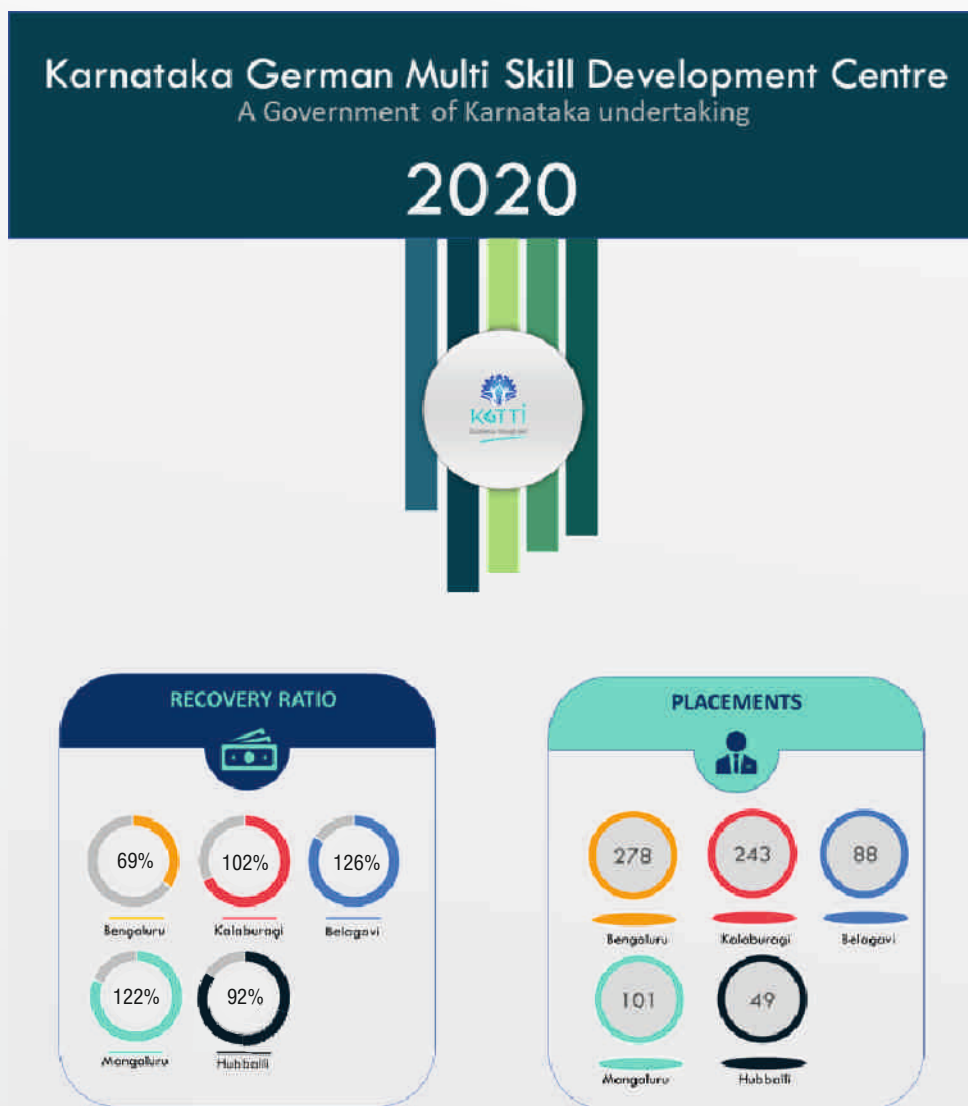 Karnataka German Multi Skill Development Centre
A Government of Karnataka undertaking
2020
KGTTI
RECOVERY RATIO
69%
102%
126%
Bengaluru
Kalaburagi
Belagavi
122%
92%
Mangaluru
Hubballi
PLACEMENTS
278
243
88
Bengaluru
Kalaburagi
Belagavi
101
49
Mangaluru
Hubballi